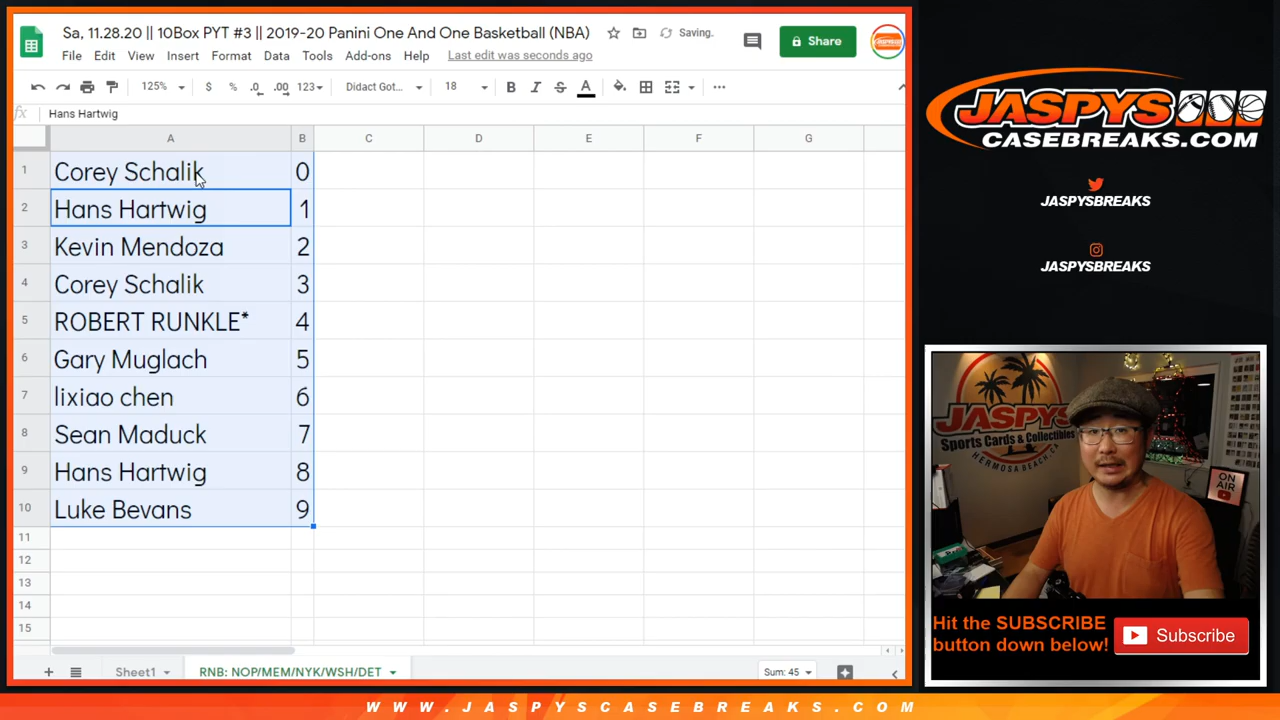 Sa, 11.28.20 || 10Box PYT #3 || 2019-20 Panini One And One Basketball (NBA)
Saving.
Share
File Edit View Insert Format Data Tools Add-ons Help Last edit was seconds ago
125% $ % .0 .00 123 Didact Got... 18 B I S A
fx Hans Hartwig
A B C D E F G
1 Corey Schalik 0
2 Hans Hartwig 1
3 Kevin Mendoza 2
4 Corey Schalik 3
5 ROBERT RUNKLE* 4
6 Gary Muglach 5
7 lixiao chen 6
8 Sean Maduck 7
9 Hans Hartwig 8
10 Luke Bevans 9
11
12
13
14
15
Sheet1
RNB: NOP/MEM/NYK/WSH/DET
Sum: 45
JASPYS
CASEBREAKS.COM
JASPYSBREAKS
JASPYSBREAKS
JASPYS
Sports Cards & Collectibles
HERMOSA BEACH, CA
ON AIR
Hit the SUBSCRIBE
button down below!
Subscribe
WWW.JASPYSCASEBREAKS.COM